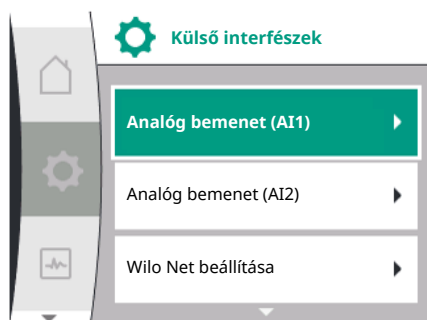 Külső interfészek
Analóg bemenet (AI1)
Analóg bemenet (AI2)
Wilo Net beállítása